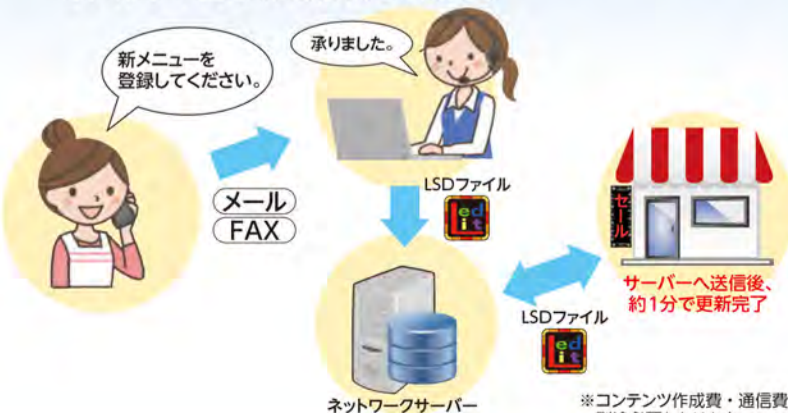 新メニューを
登録してください。
承りました。
メール
FAX
LSDファイル
Led
it
セール
サーバーへ送信後、
約1分で更新完了
LSDファイル
Led
it
ネットワークサーバー
※コンテンツ作成費・通信費